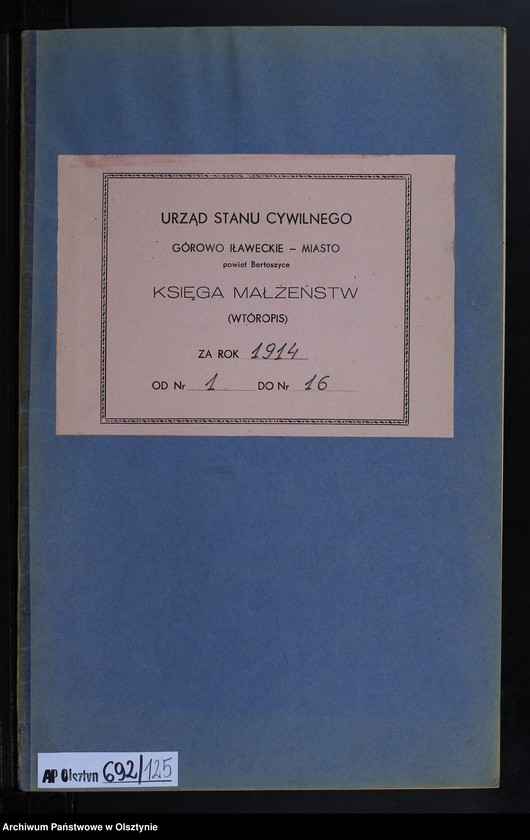 URZĄD STANU CYWILNEGO
GÓROWO IŁAWECKIE – MIASTO
powiat Bartoszyce
KSIĘGA MAŁŻEŃSTW
(WTÓROPIS)
ZA ROK 1914
OD Nr 1 DO Nr 16
AP Olsztyn 692/125
Archiwum Państwowe w Olsztynie